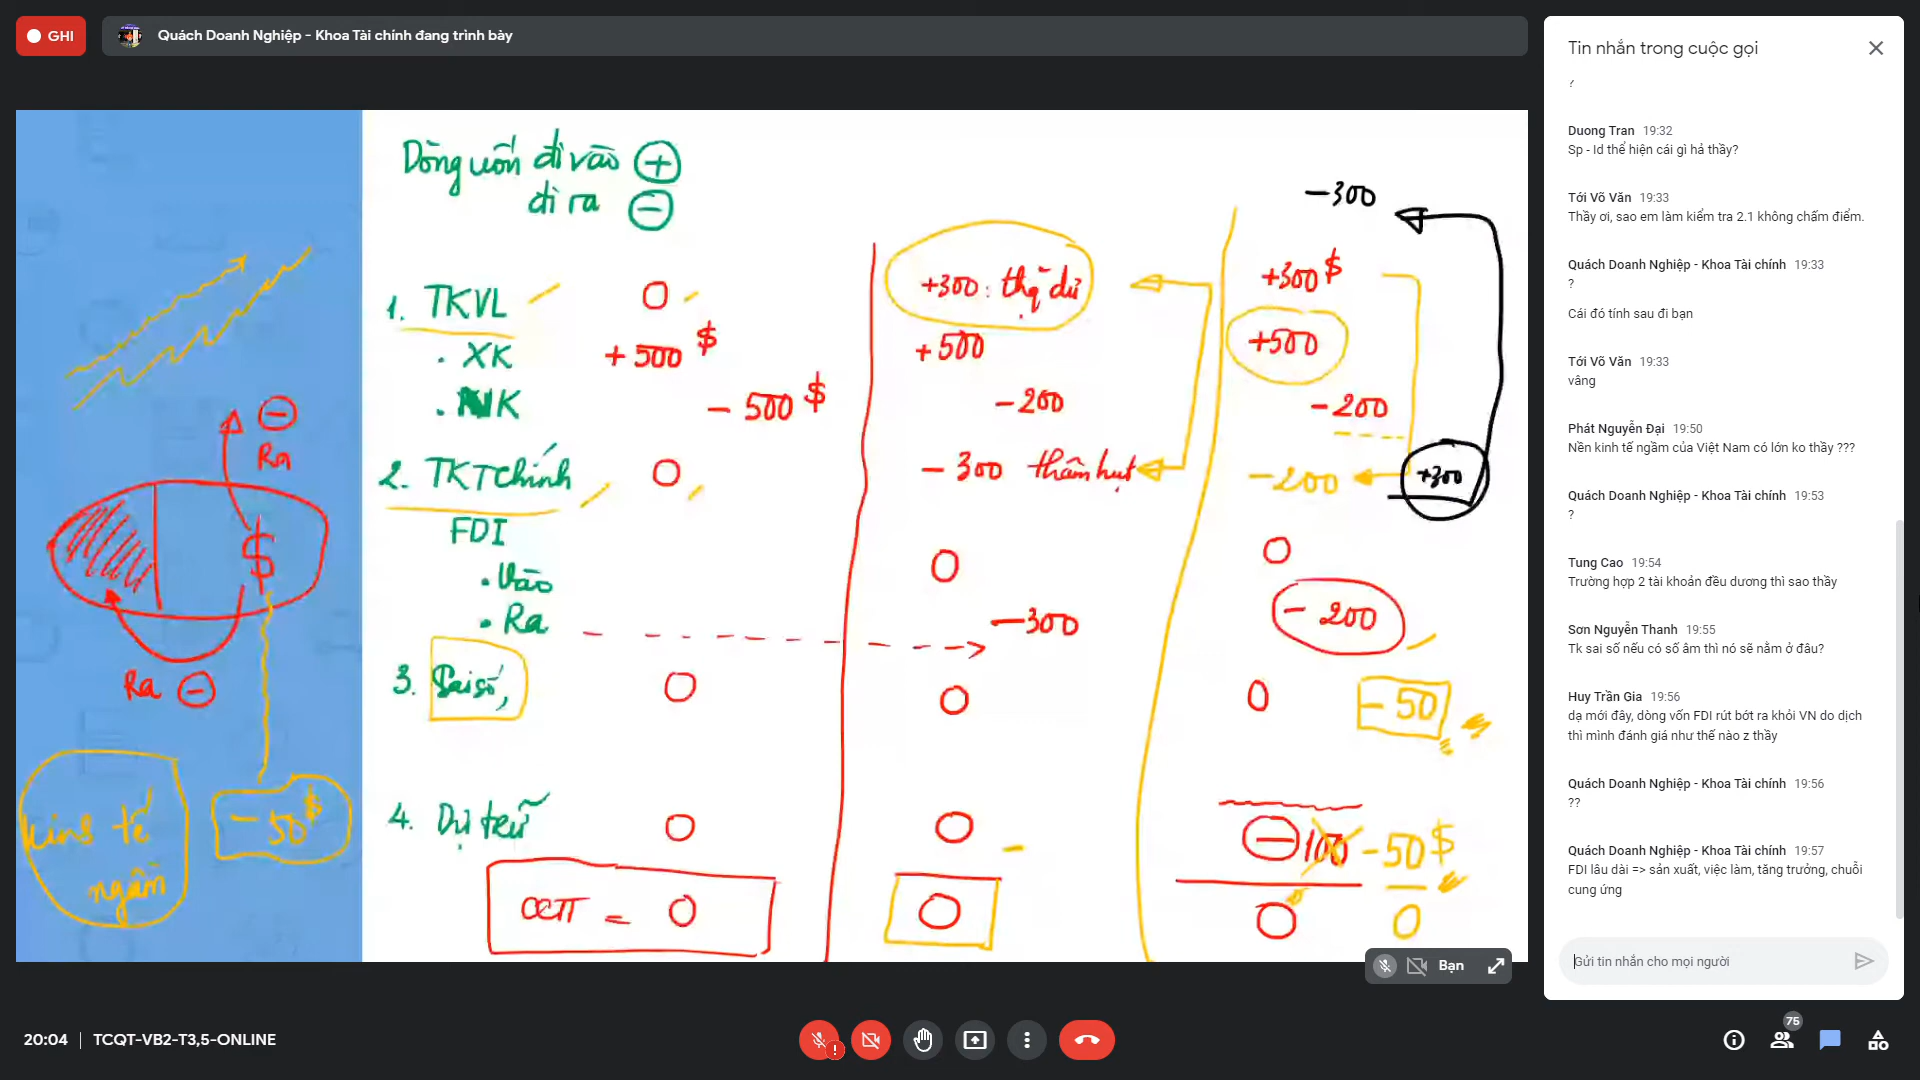 GHI
Quách Doanh Nghiệp - Khoa Tài chính đang trình bày
Dòng vốn đi vào +
đi ra -
-300
1. TKVL 0 +300: thặ dư +300$
. XK +500$ +500 +500
. NK -500$ -200 -200
2. TKTChính 0 -300 thâm hụt -200 +300
FDI
. Vào 0 0
. Ra -300 -200
3. Sai số, 0 0 0 -50
4. Dự trữ 0 0 -100 -50$
CCTT = 0 0 0 0
- Ra
$
Ra -
-50$
kinh tế
ngầm
Bạn
Tin nhắn trong cuộc gọi
?
Duong Tran 19:32
Sp - Id thể hiện cái gì hả thầy?
Tới Võ Văn 19:33
Thầy ơi, sao em làm kiểm tra 2.1 không chấm điểm.
Quách Doanh Nghiệp - Khoa Tài chính 19:33
?
Cái đó tính sau đi bạn
Tới Võ Văn 19:33
vâng
Phát Nguyễn Đại 19:50
Nền kinh tế ngầm của Việt Nam có lớn ko thầy ???
Quách Doanh Nghiệp - Khoa Tài chính 19:53
?
Tung Cao 19:54
Trường hợp 2 tài khoản đều dương thì sao thầy
Sơn Nguyễn Thanh 19:55
Tk sai số nếu có số âm thì nó sẽ nằm ở đâu?
Huy Trần Gia 19:56
dạ mới đây, dòng vốn FDI rút bớt ra khỏi VN do dịch
thì mình đánh giá như thế nào z thầy
Quách Doanh Nghiệp - Khoa Tài chính 19:56
??
Quách Doanh Nghiệp - Khoa Tài chính 19:57
FDI lâu dài => sản xuất, việc làm, tăng trưởng, chuỗi
cung ứng
Gửi tin nhắn cho mọi người
20:04 | TCQT-VB2-T3,5-ONLINE
75